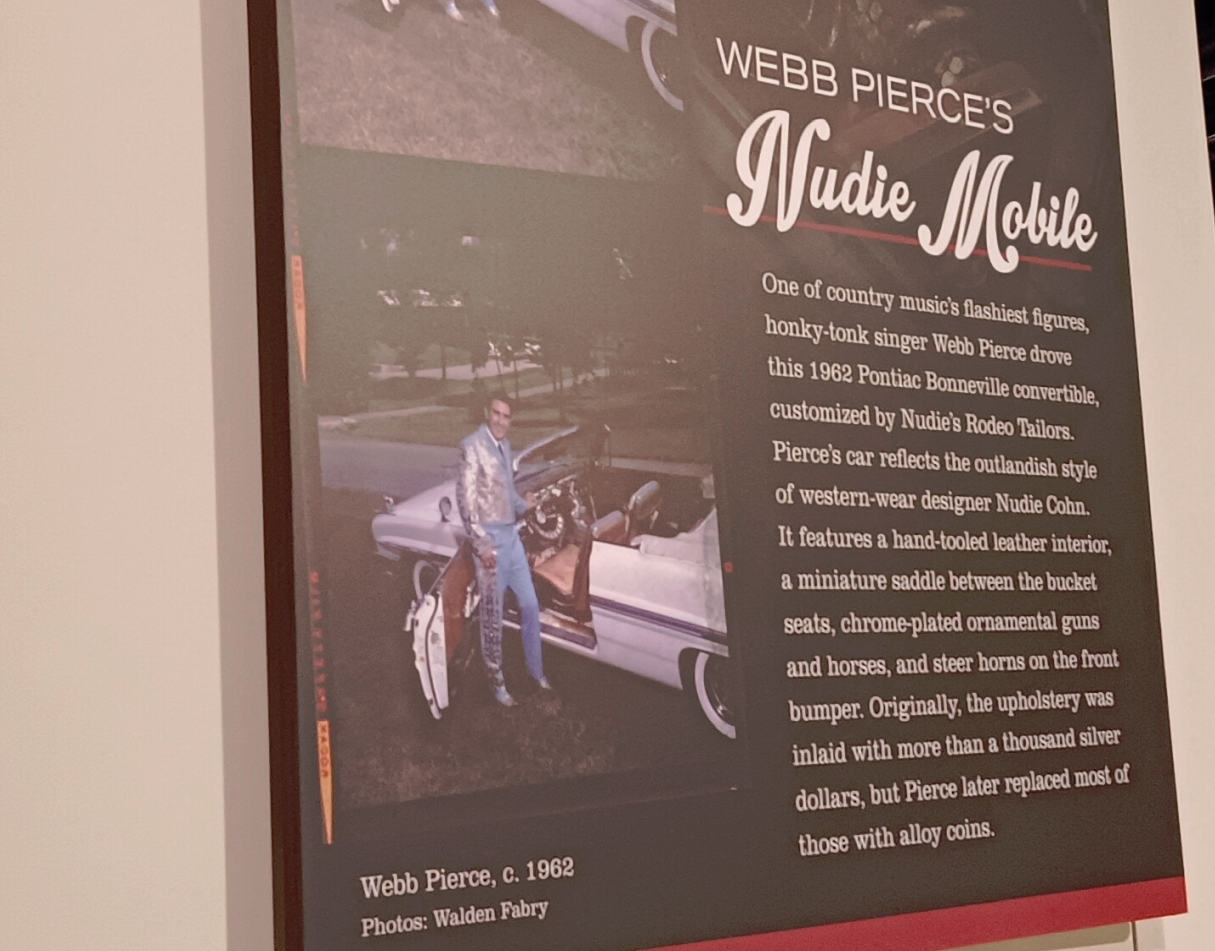 WEBB PIERCE'S
Nudie Mobile
One of country music's flashiest figures,
honky-tonk singer Webb Pierce drove
this 1962 Pontiac Bonneville convertible,
customized by Nudie's Rodeo Tailors.
Pierce's car reflects the outlandish style
of western-wear designer Nudie Cohn.
It features a hand-tooled leather interior,
a miniature saddle between the bucket
seats, chrome-plated ornamental guns
and horses, and steer horns on the front
bumper. Originally, the upholstery was
inlaid with more than a thousand silver
dollars, but Pierce later replaced most of
those with alloy coins.
Webb Pierce, c. 1962
Photos: Walden Fabry